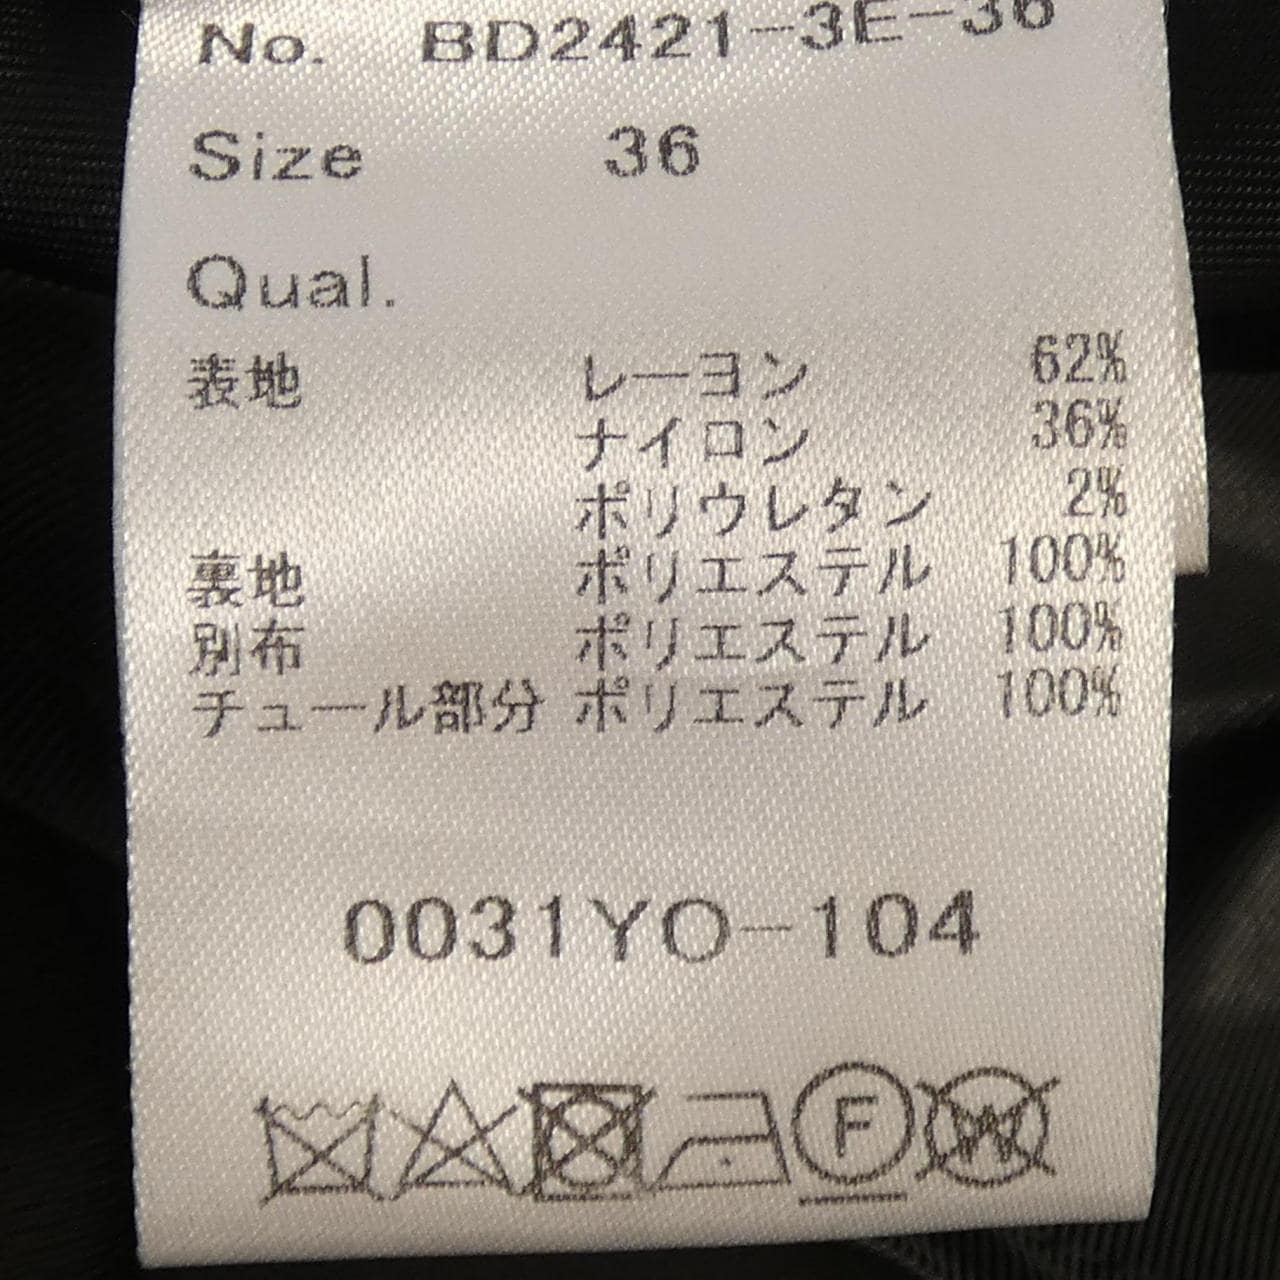 No. BD2421-3E-36
Size 36
Qual.
表地 レーヨン 62%
ナイロン 36%
ポリウレタン 2%
裏地 ポリエステル 100%
別布 ポリエステル 100%
チュール部分 ポリエステル 100%
0031YO-104
F W